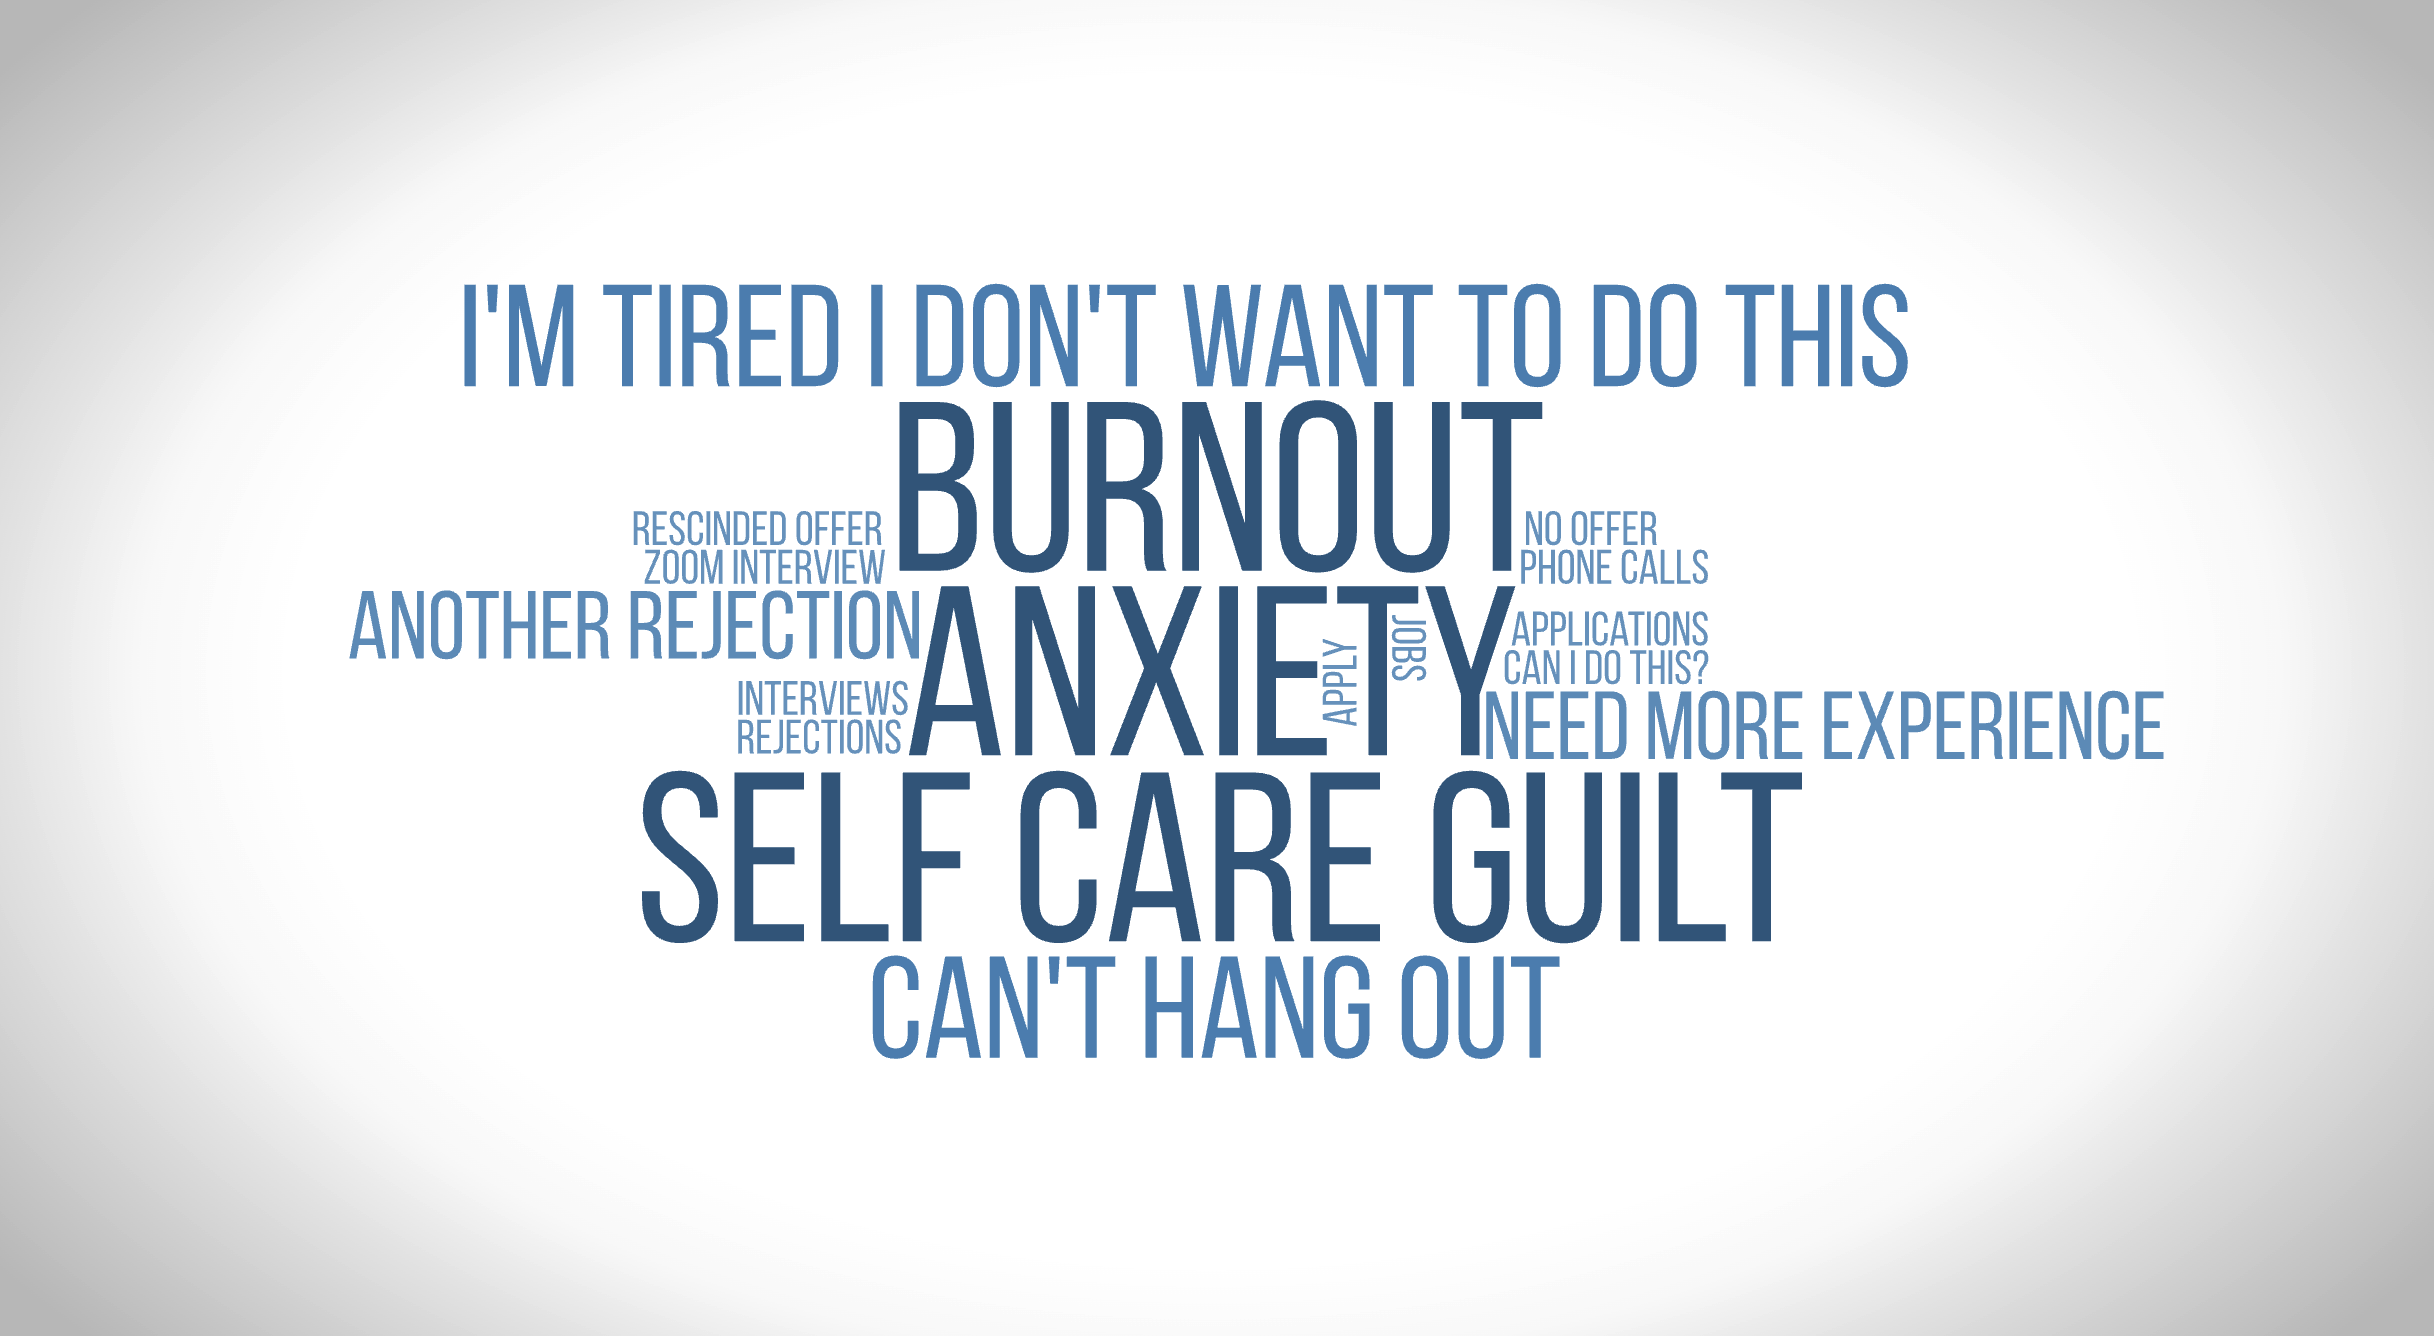 I'M TIRED I DON'T WANT TO DO THIS
BURNOUT
RESCINDED OFFER
ZOOM INTERVIEW
NO OFFER
PHONE CALLS
ANOTHER REJECTION
ANXIETY
APPLY
JOBS
APPLICATIONS
CAN I DO THIS?
INTERVIEWS
REJECTIONS
NEED MORE EXPERIENCE
SELF CARE GUILT
CAN'T HANG OUT